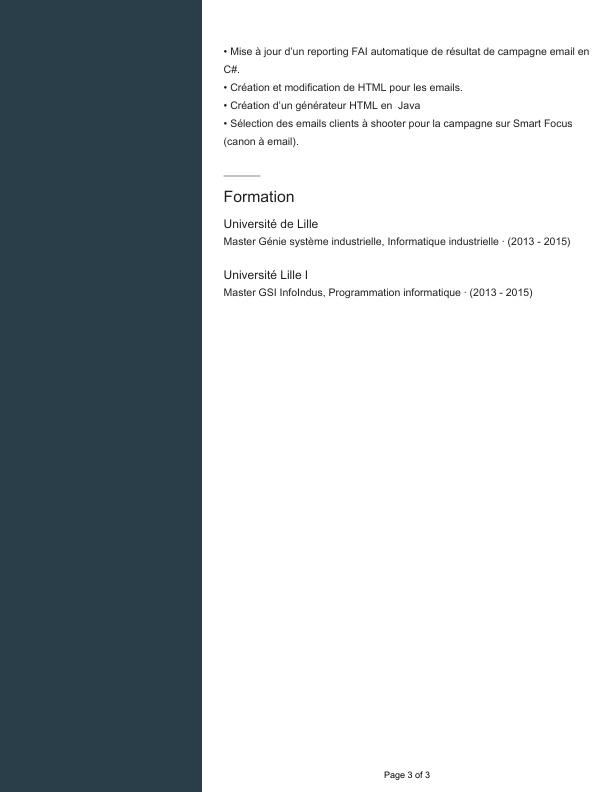 • Mise à jour d'un reporting FAI automatique de résultat de campagne email en
C#.
• Création et modification de HTML pour les emails.
• Création d'un générateur HTML en  Java
• Sélection des emails clients à shooter pour la campagne sur Smart Focus
(canon à email).
Formation
Université de Lille
Master Génie système industrielle, Informatique industrielle · (2013 - 2015)
Université Lille I
Master GSI InfoIndus, Programmation informatique · (2013 - 2015)
Page 3 of 3